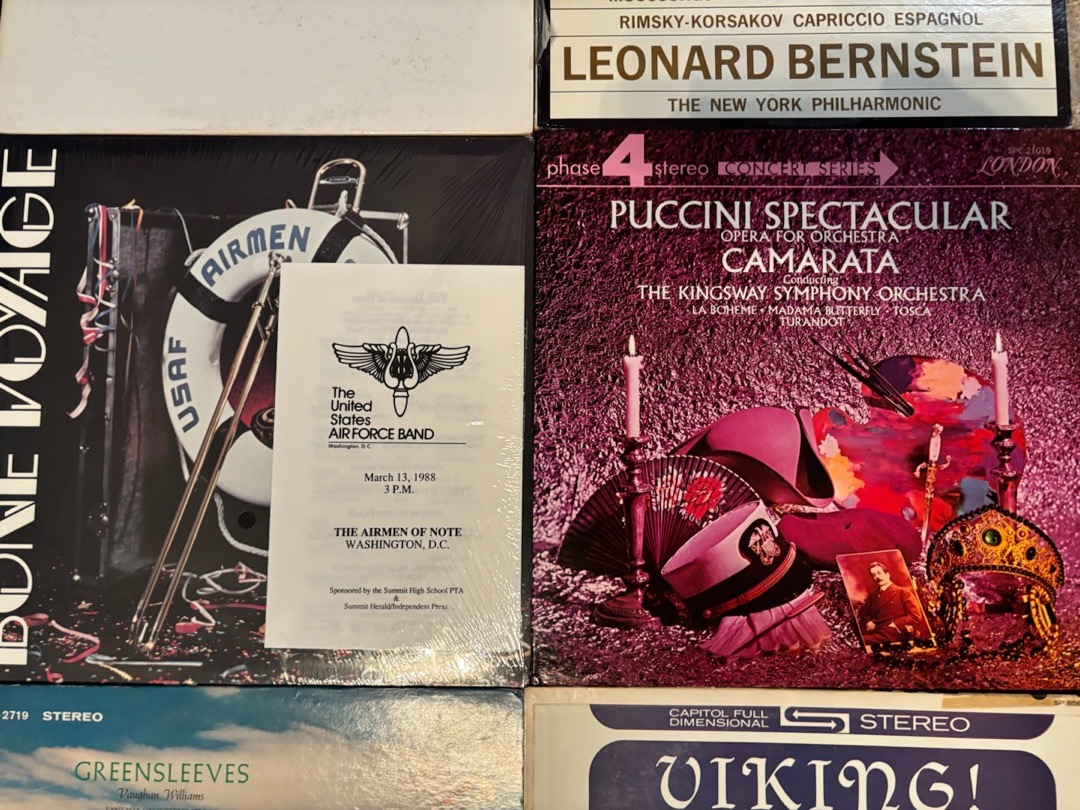 RIMSKY-KORSAKOV CAPRICCIO ESPAGNOL
LEONARD BERNSTEIN
THE NEW YORK PHILHARMONIC
BONE VOYAGE
AIRMEN
USAF
The
United
States
AIR FORCE BAND
Washington, D.C.
March 13, 1988
3 P.M.
THE AIRMEN OF NOTE
WASHINGTON, D.C.
Sponsored by the Summit High School PTA
&
Summit Herald/Independent Press
phase 4 stereo CONCERT SERIES
SPC 21019
LONDON
PUCCINI SPECTACULAR
OPERA FOR ORCHESTRA
CAMARATA
Conducting
THE KINGSWAY SYMPHONY ORCHESTRA
LA BOHEME • MADAMA BUTTERFLY • TOSCA
TURANDOT
2719 STEREO
GREENSLEEVES
Vaughan Williams
CAPITOL FULL
DIMENSIONAL
STEREO
VIKING!